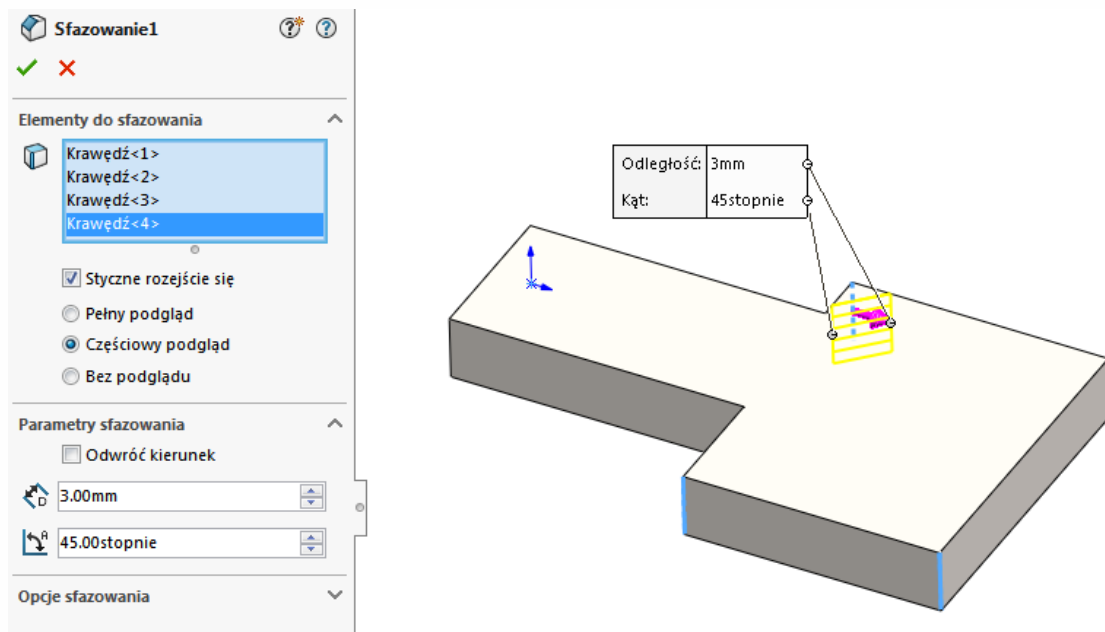 Sfazowanie1
Elementy do sfazowania
Krawędź<1>
Krawędź<2>
Krawędź<3>
Krawędź<4>
Styczne rozejście się
Pełny podgląd
Częściowy podgląd
Bez podglądu
Parametry sfazowania
Odwróć kierunek
D
3.00mm
A
45.00stopnie
Opcje sfazowania
Odległość: 3mm
Kąt: 45stopnie